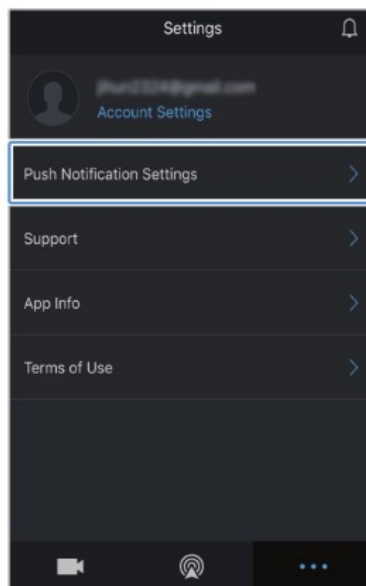 Settings
Account Settings
Push Notification Settings
Support
App Info
Terms of Use